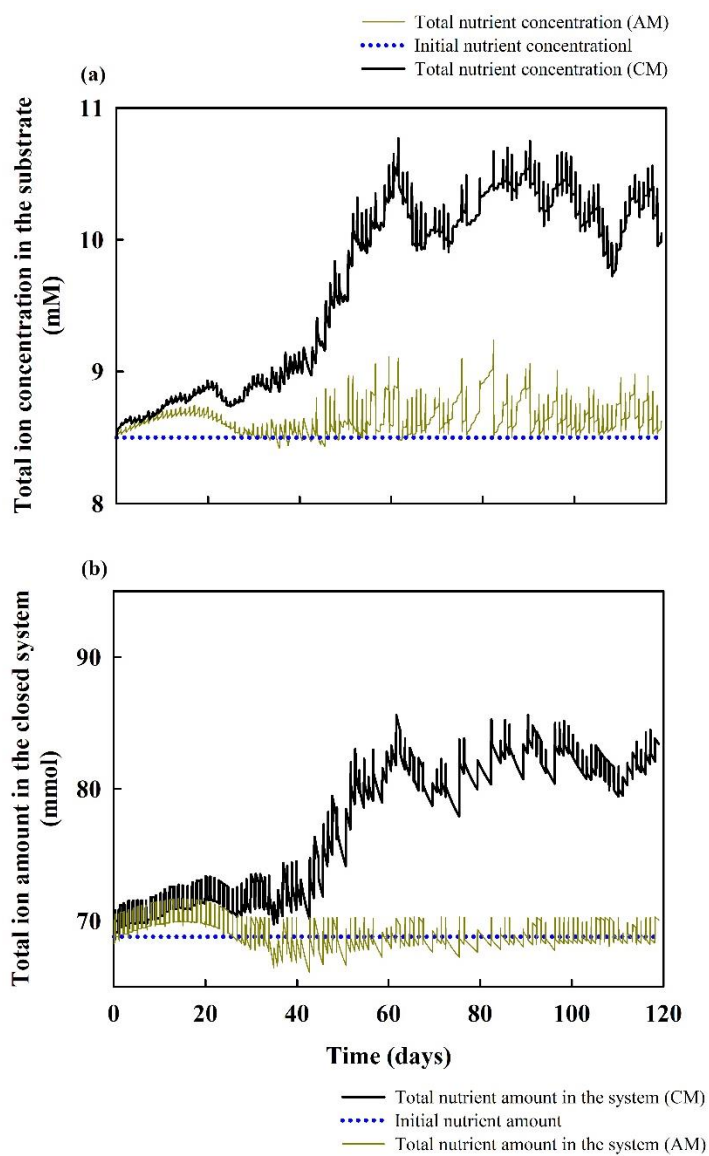 Total nutrient concentration (AM)
Initial nutrient concentrationl
Total nutrient concentration (CM)
(a)
Total ion concentration in the substrate
(mM)
11
10
9
8
(b)
Total ion amount in the closed system
(mmol)
90
80
70
0 20 40 60 80 100 120
Time (days)
Total nutrient amount in the system (CM)
Initial nutrient amount
Total nutrient amount in the system (AM)